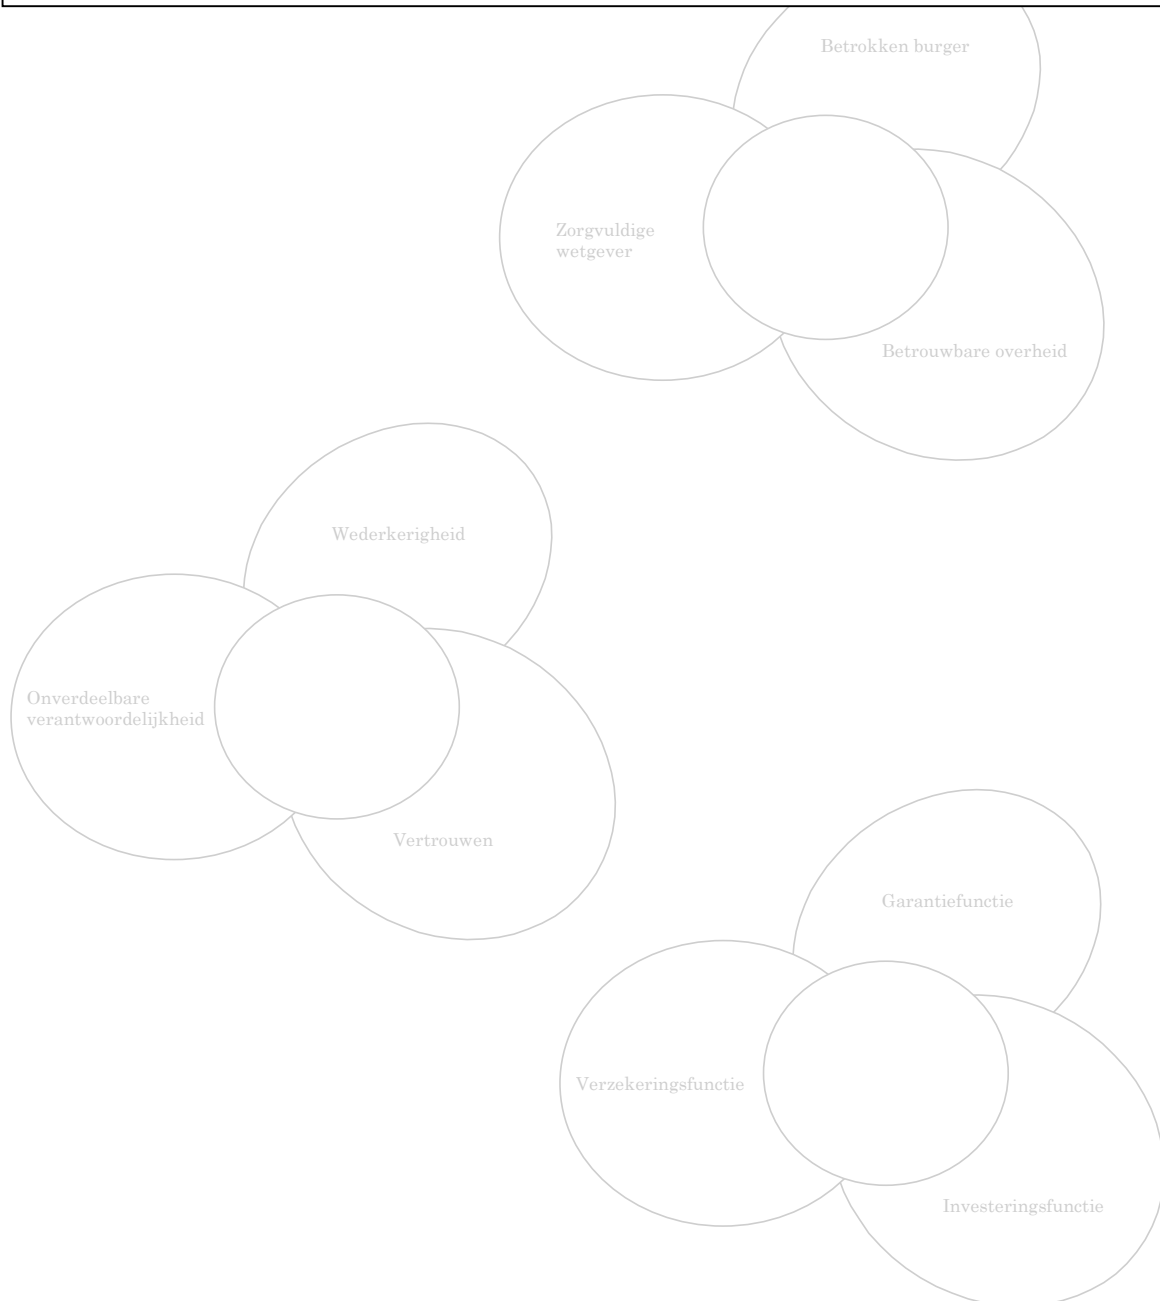 Betrokken burger
Zorgvuldige
wetgever
Betrouwbare overheid
Wederkerigheid
Onverdeelbare
verantwoordelijkheid
Vertrouwen
Garantiefunctie
Verzekeringsfunctie
Investeringsfunctie